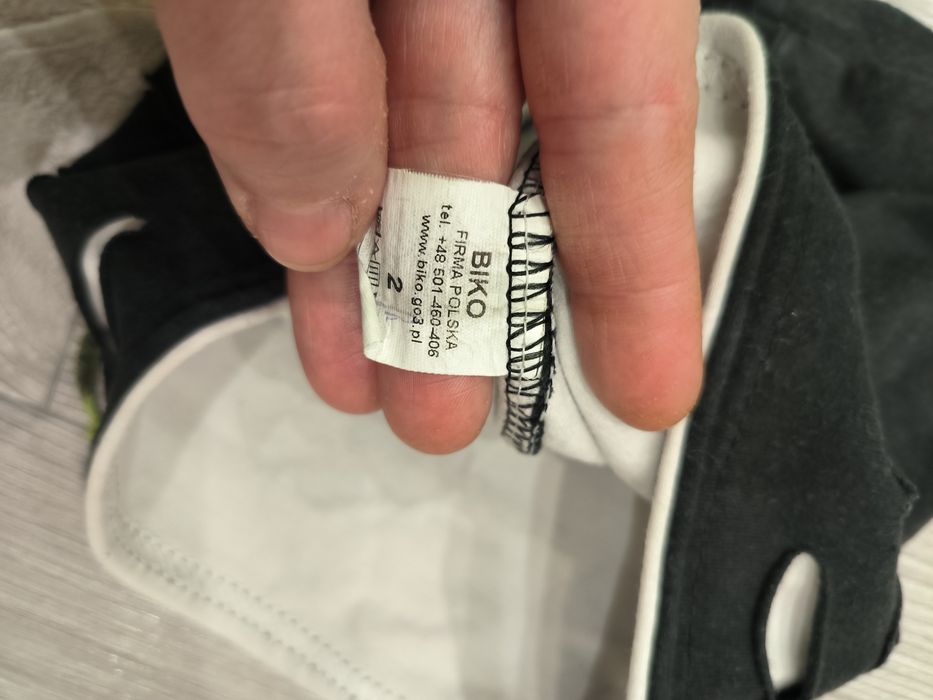 BIKO
FIRMA POLSKA
tel. +48 501-460-406
www.biko.go3.pl
2